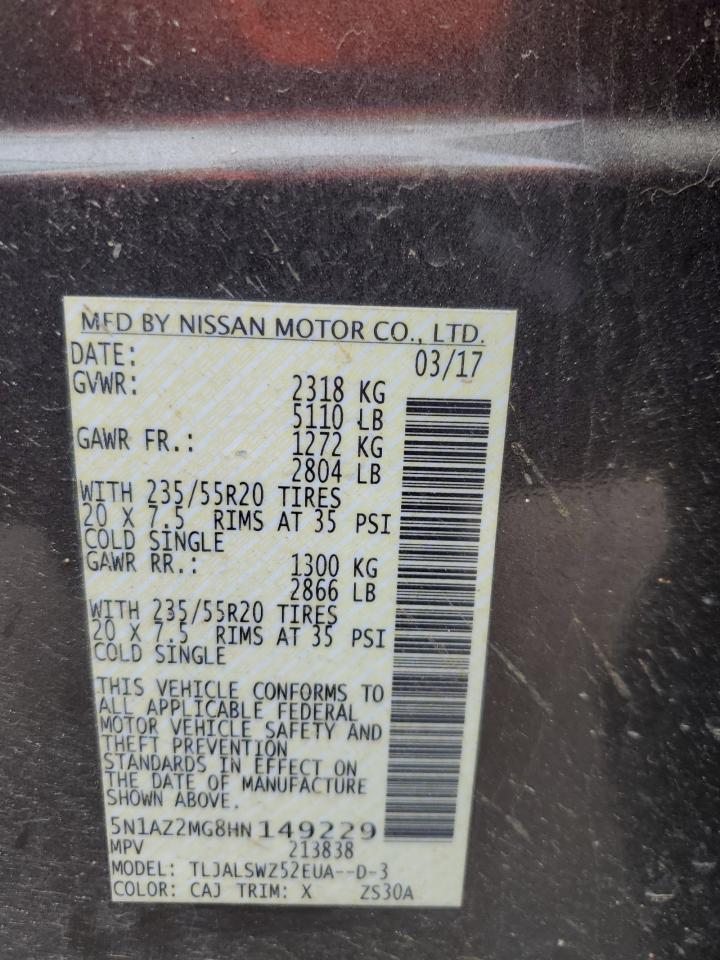 MFD BY NISSAN MOTOR CO., LTD.
DATE: 03/17
GVWR: 2318 KG
5110 LB
GAWR FR.: 1272 KG
2804 LB
WITH 235/55R20 TIRES
20 X 7.5 RIMS AT 35 PSI
COLD SINGLE
GAWR RR.: 1300 KG
2866 LB
WITH 235/55R20 TIRES
20 X 7.5 RIMS AT 35 PSI
COLD SINGLE
THIS VEHICLE CONFORMS TO
ALL APPLICABLE FEDERAL
MOTOR VEHICLE SAFETY AND
THEFT PREVENTION
STANDARDS IN EFFECT ON
THE DATE OF MANUFACTURE
SHOWN ABOVE.
5N1AZ2MG8HN149229
MPV 213838
MODEL: TLJALSWZ52EUA--D-3
COLOR: CAJ TRIM: X ZS30A